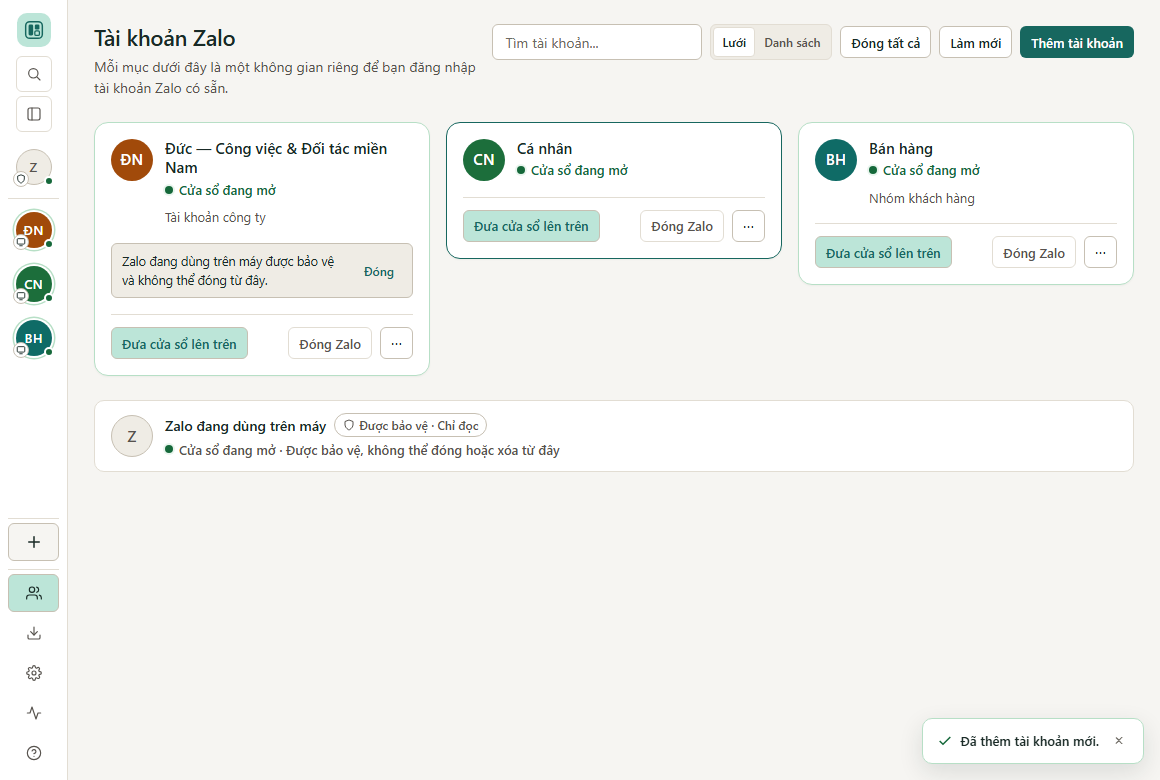 Tài khoản Zalo
Mỗi mục dưới đây là một không gian riêng để bạn đăng nhập
tài khoản Zalo có sẵn.
Tìm tài khoản...
Lưới
Danh sách
Đóng tất cả
Làm mới
Thêm tài khoản
Z
ĐN
CN
BH
ĐN
Đức — Công việc & Đối tác miền
Nam
Cửa sổ đang mở
Tài khoản công ty
Zalo đang dùng trên máy được bảo vệ
và không thể đóng từ đây.
Đóng
Đưa cửa sổ lên trên
Đóng Zalo
...
CN
Cá nhân
Cửa sổ đang mở
Đưa cửa sổ lên trên
Đóng Zalo
...
BH
Bán hàng
Cửa sổ đang mở
Nhóm khách hàng
Đưa cửa sổ lên trên
Đóng Zalo
...
Z
Zalo đang dùng trên máy
Được bảo vệ · Chỉ đọc
Cửa sổ đang mở · Được bảo vệ, không thể đóng hoặc xóa từ đây
Đã thêm tài khoản mới.